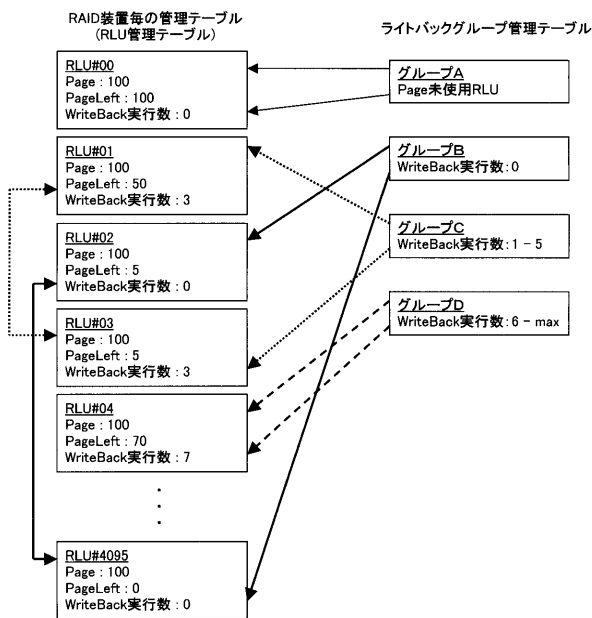 RAID装置毎の管理テーブル
(RLU管理テーブル)
ライトバックグループ管理テーブル
RLU#00
Page : 100
PageLeft : 100
WriteBack実行数 : 0
RLU#01
Page : 100
PageLeft : 50
WriteBack実行数 : 3
RLU#02
Page : 100
PageLeft : 5
WriteBack実行数 : 0
RLU#03
Page : 100
PageLeft : 5
WriteBack実行数 : 3
RLU#04
Page : 100
PageLeft : 70
WriteBack実行数 : 7
RLU#4095
Page : 100
PageLeft : 0
WriteBack実行数 : 0
グループA
Page未使用RLU
グループB
WriteBack実行数:0
グループC
WriteBack実行数:1 - 5
グループD
WriteBack実行数:6 - max